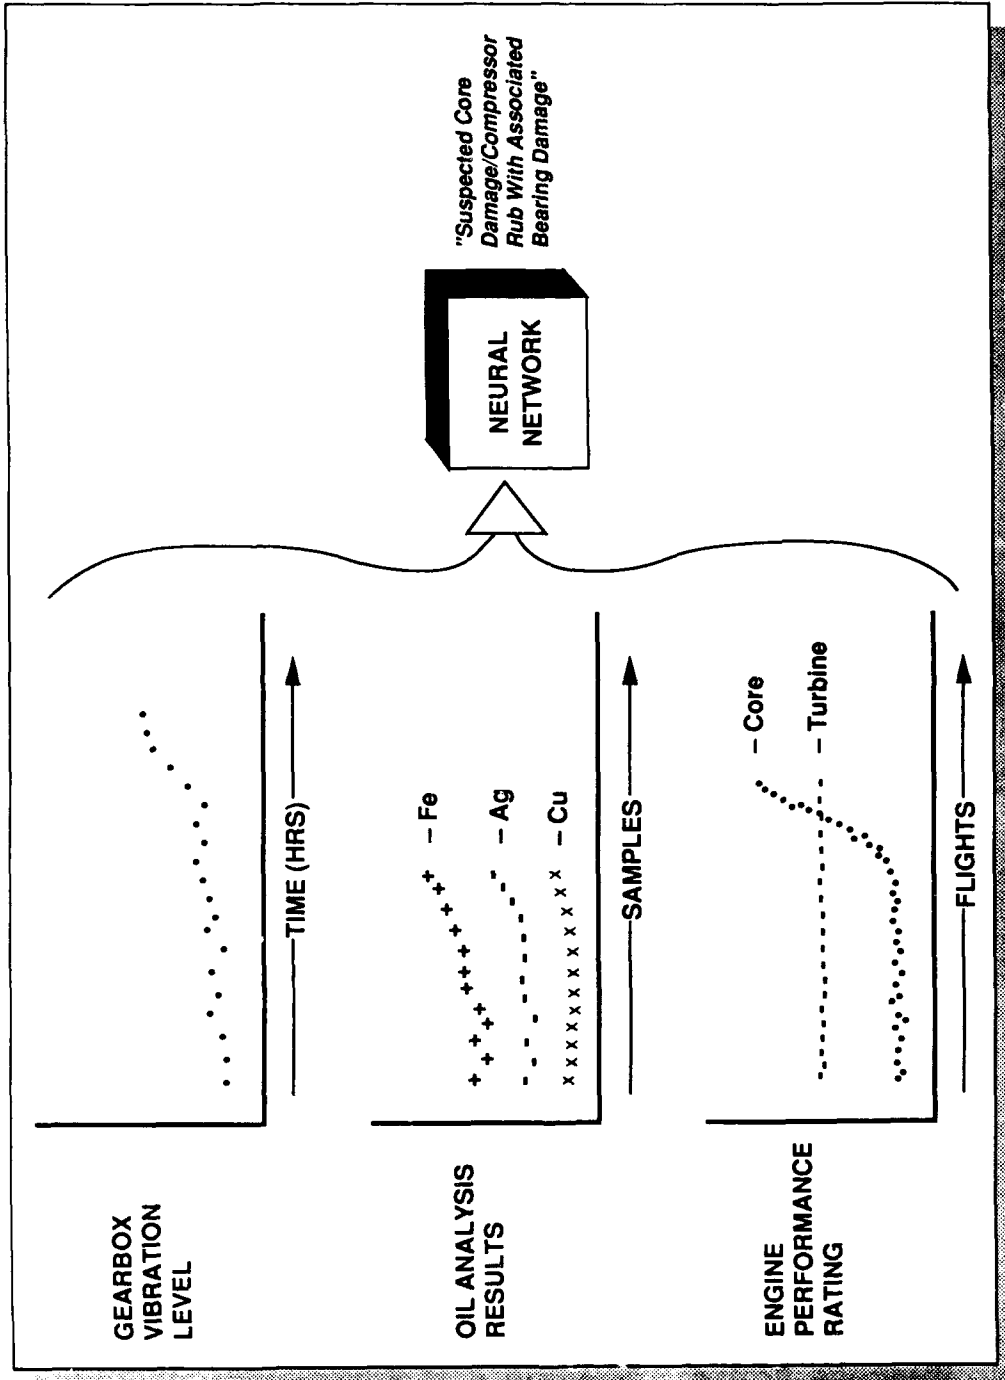 GEARBOX
VIBRATION
LEVEL
TIME (HRS)
OIL ANALYSIS
RESULTS
– Fe
– Ag
– Cu
SAMPLES
ENGINE
PERFORMANCE
RATING
– Core
– Turbine
FLIGHTS
NEURAL
NETWORK
"Suspected Core
Damage/Compressor
Rub With Associated
Bearing Damage"